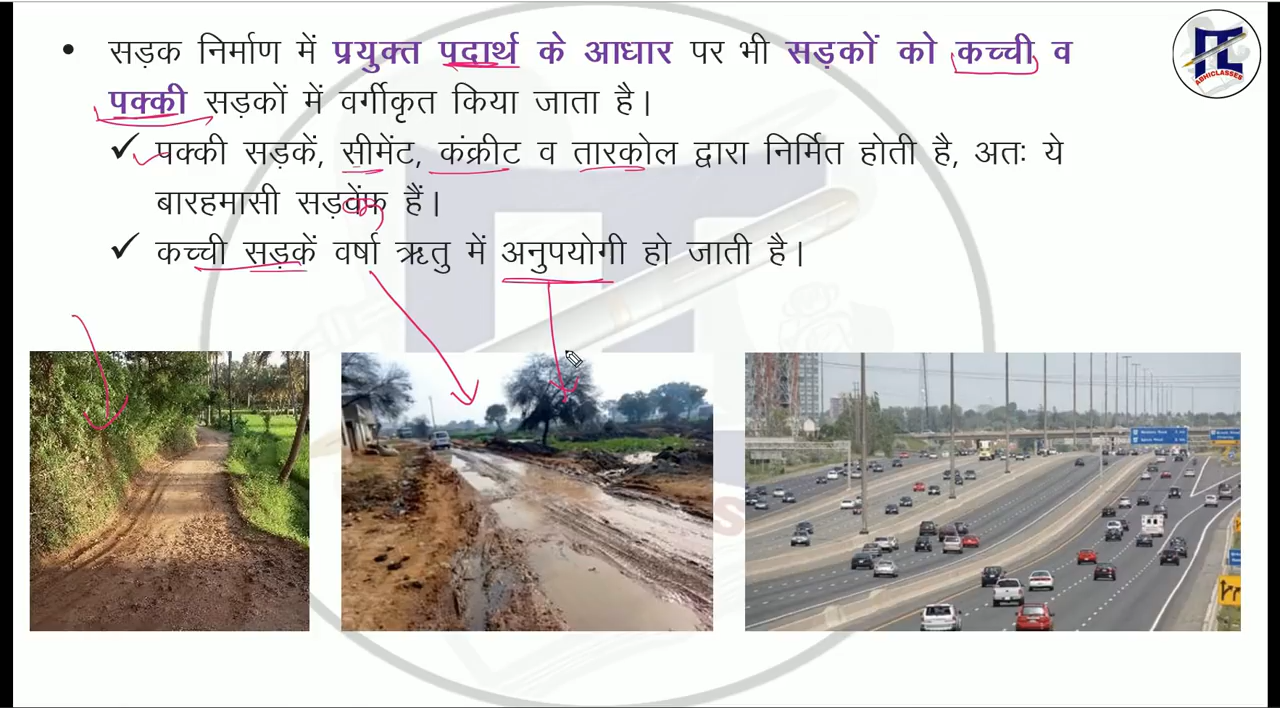 • सड़क निर्माण में प्रयुक्त पदार्थ के आधार पर भी सड़कों को कच्ची व
पक्की सड़कों में वर्गीकृत किया जाता है।
✓ पक्की सड़कें, सीमेंट, कंक्रीट व तारकोल द्वारा निर्मित होती है, अतः ये
बारहमासी सड़वेंफ हैं।
✓ कच्ची सड़कें वर्षा ऋतु में अनुपयोगी हो जाती है।
ABHICLASSES